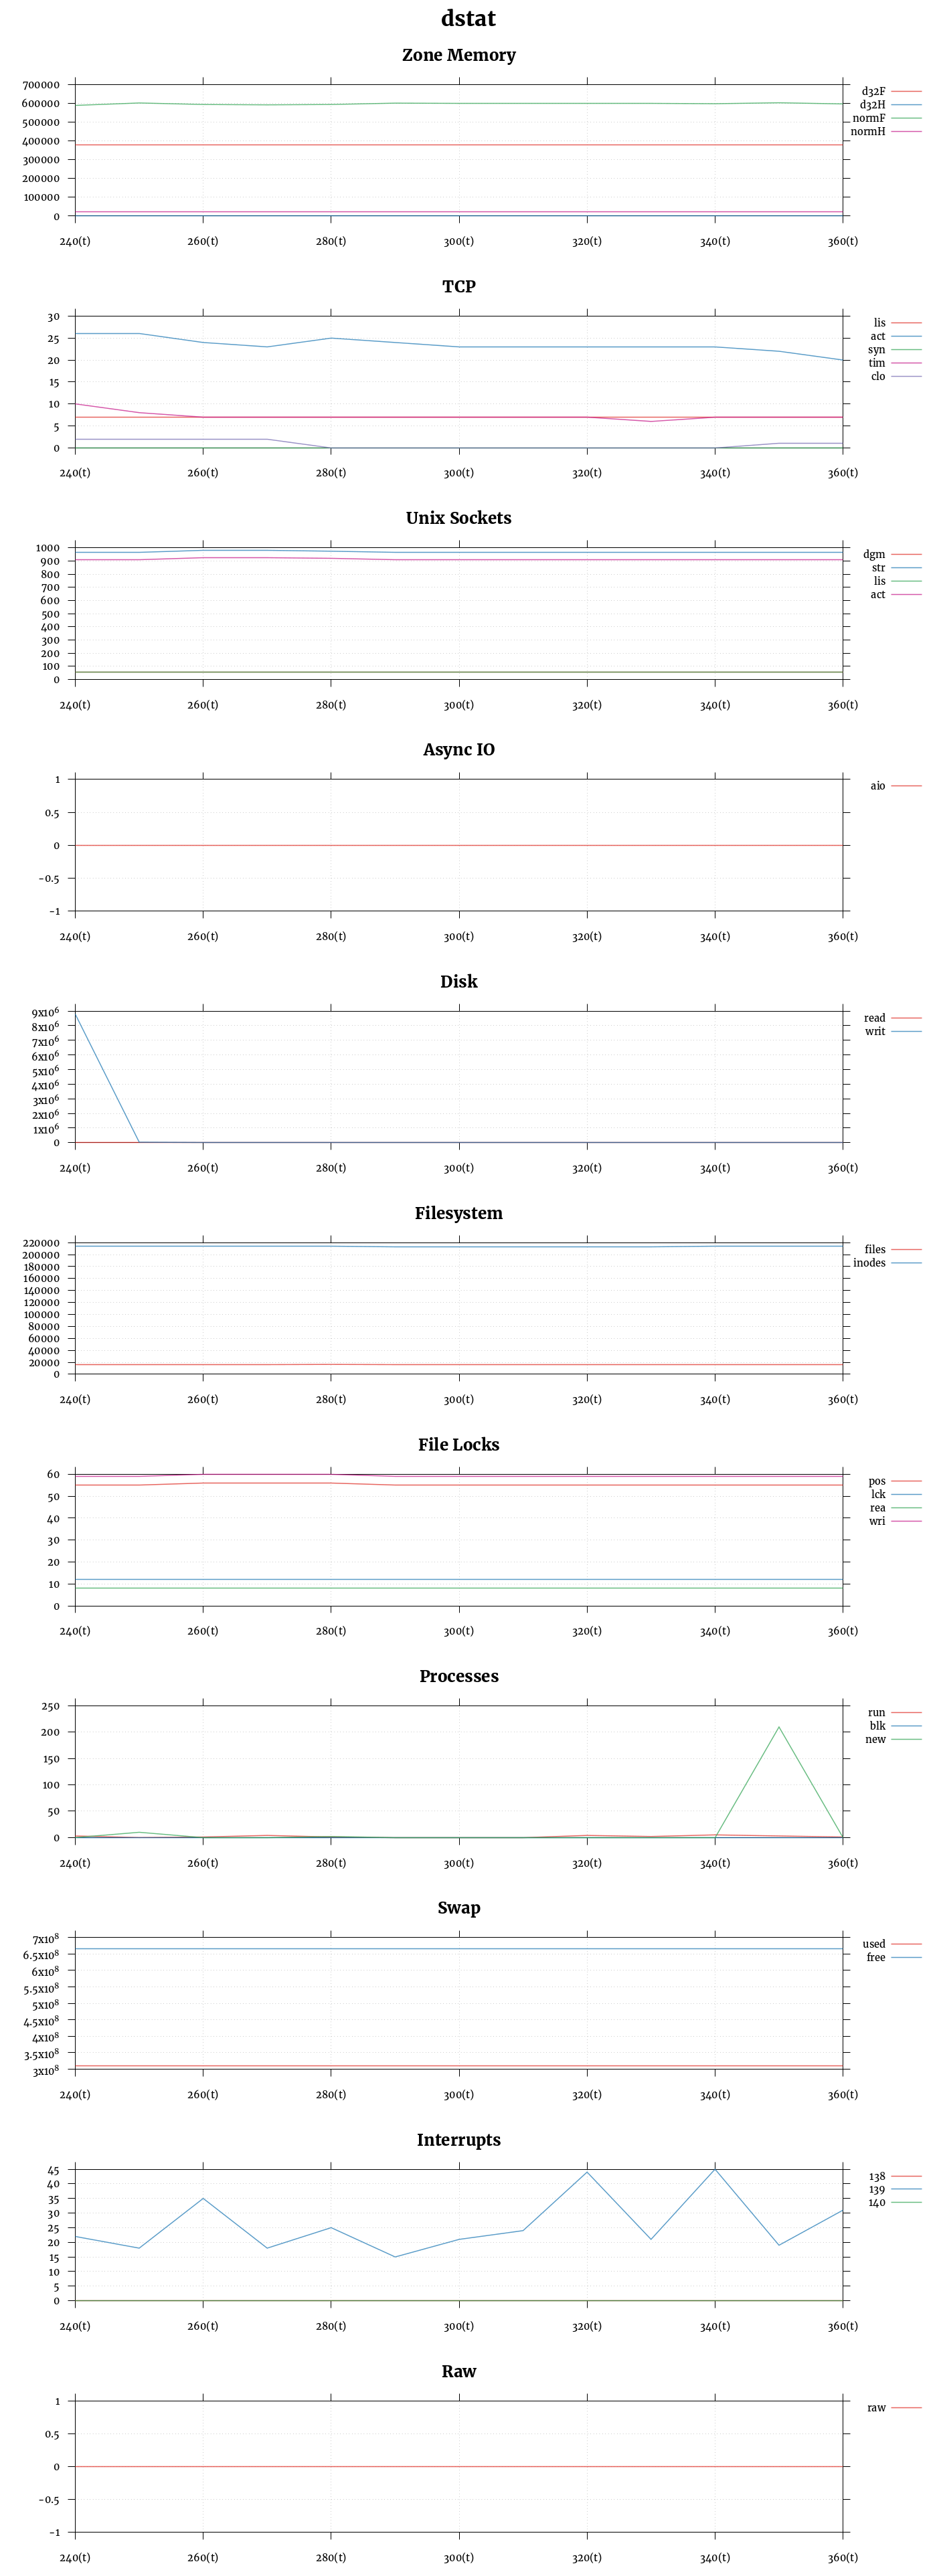 dstat
Zone Memory
700000
600000
500000
400000
300000
200000
100000
0
240(t) 260(t) 280(t) 300(t) 320(t) 340(t) 360(t)
d32F
d32H
normF
normH
TCP
30
25
20
15
10
5
0
240(t) 260(t) 280(t) 300(t) 320(t) 340(t) 360(t)
lis
act
syn
tim
clo
Unix Sockets
1000
900
800
700
600
500
400
300
200
100
0
240(t) 260(t) 280(t) 300(t) 320(t) 340(t) 360(t)
dgm
str
lis
act
Async IO
1
0.5
0
-0.5
-1
240(t) 260(t) 280(t) 300(t) 320(t) 340(t) 360(t)
aio
Disk
9x10⁶
8x10⁶
7x10⁶
6x10⁶
5x10⁶
4x10⁶
3x10⁶
2x10⁶
1x10⁶
0
240(t) 260(t) 280(t) 300(t) 320(t) 340(t) 360(t)
read
writ
Filesystem
220000
200000
180000
160000
140000
120000
100000
80000
60000
40000
20000
0
240(t) 260(t) 280(t) 300(t) 320(t) 340(t) 360(t)
files
inodes
File Locks
60
50
40
30
20
10
0
240(t) 260(t) 280(t) 300(t) 320(t) 340(t) 360(t)
pos
lck
rea
wri
Processes
250
200
150
100
50
0
240(t) 260(t) 280(t) 300(t) 320(t) 340(t) 360(t)
run
blk
new
Swap
7x10⁸
6.5x10⁸
6x10⁸
5.5x10⁸
5x10⁸
4.5x10⁸
4x10⁸
3.5x10⁸
3x10⁸
240(t) 260(t) 280(t) 300(t) 320(t) 340(t) 360(t)
used
free
Interrupts
45
40
35
30
25
20
15
10
5
0
240(t) 260(t) 280(t) 300(t) 320(t) 340(t) 360(t)
138
139
140
Raw
1
0.5
0
-0.5
-1
240(t) 260(t) 280(t) 300(t) 320(t) 340(t) 360(t)
raw